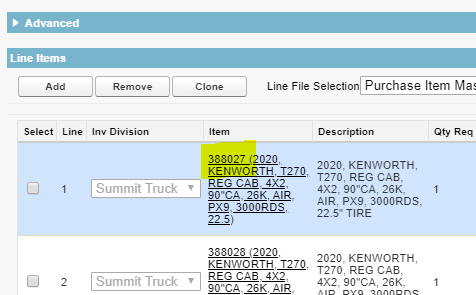 Advanced
Line Items
Add Remove Clone Line File Selection Purchase Item Mas
Select Line Inv Division Item Description Qty Req
1 Summit Truck 1
388027 (2020,
KENWORTH, T270,
REG CAB, 4X2,
90"CA, 26K, AIR,
PX9, 3000RDS,
22.5)
2020, KENWORTH,
T270, REG CAB,
4X2, 90"CA, 26K,
AIR, PX9, 3000RDS,
22.5" TIRE
2 Summit Truck 1
388028 (2020,
KENWORTH, T270,
REG CAB, 4X2,
90"CA, 26K, AIR,
2020, KENWORTH,
T270, REG CAB,
4X2, 90"CA, 26K,
AIR, PX9, 3000RDS,